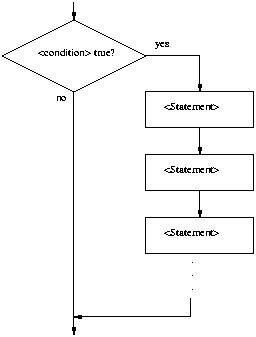 <condition> true?
yes
no
<Statement>
<Statement>
<Statement>